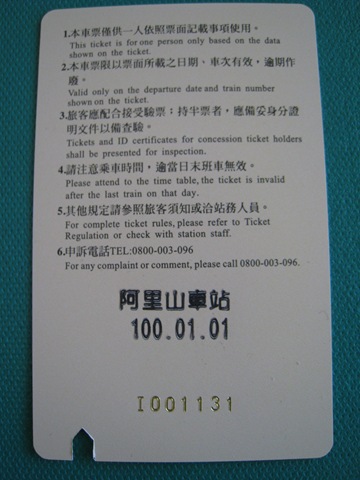 1.本車票僅供一人依照票面記載事項使用。
This ticket is for one person only based on the data
shown on the ticket.
2.本車票限以票面所載之日期、車次有效，逾期作
廢。
Valid only on the departure date and train number
shown on the ticket.
3.旅客應配合接受驗票；持半票者，應備妥身分證
明文件以備查驗。
Tickets and ID certificates for concession ticket holders
shall be presented for inspection.
4.請注意乘車時間，逾當日末班車無效。
Please attend to the time table, the ticket is invalid
after the last train on that day.
5.其他規定請參照旅客須知或洽站務人員。
For complete ticket rules, please refer to Ticket
Regulation or check with station staff.
6.申訴電話TEL:0800-003-096
For any complaint or comment, please call 0800-003-096.
阿里山車站
100.01.01
I001131